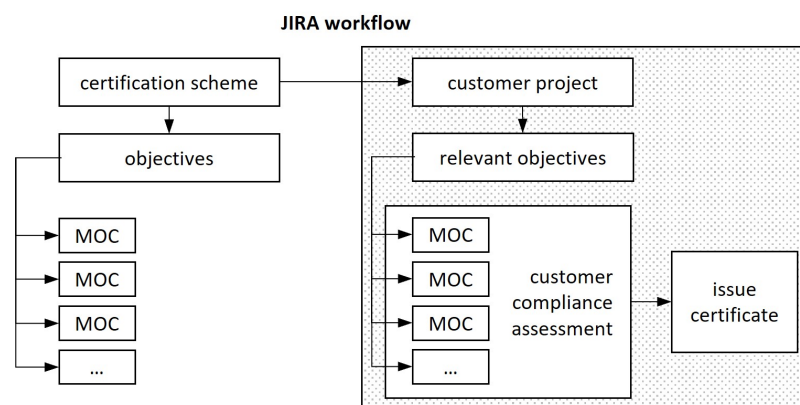 JIRA workflow
certification scheme
customer project
objectives
relevant objectives
MOC
MOC
MOC
...
MOC
MOC
MOC
...
customer
compliance
assessment
issue
certificate